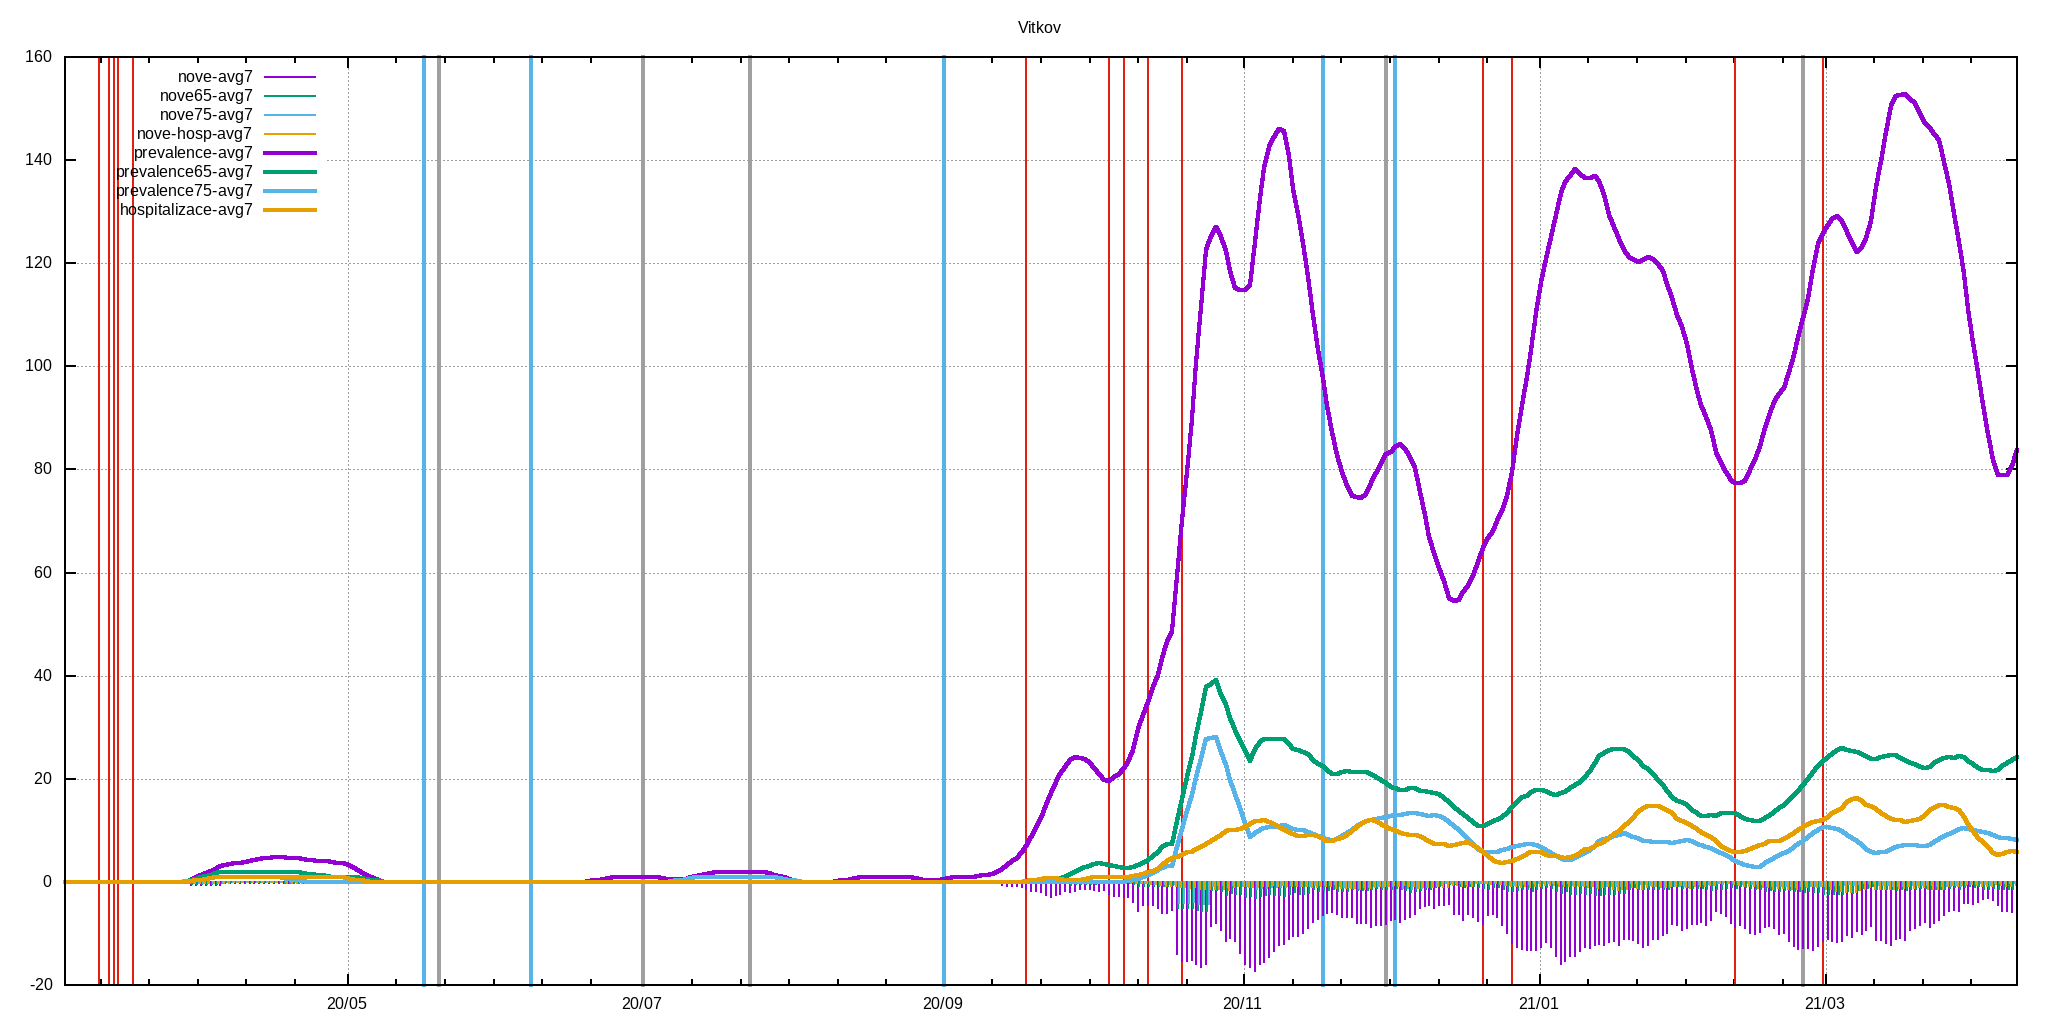 Vitkov
160
140
120
100
80
60
40
20
0
-20
nove-avg7
nove65-avg7
nove75-avg7
nove-hosp-avg7
prevalence-avg7
prevalence65-avg7
prevalence75-avg7
hospitalizace-avg7
20/05 20/07 20/09 20/11 21/01 21/03